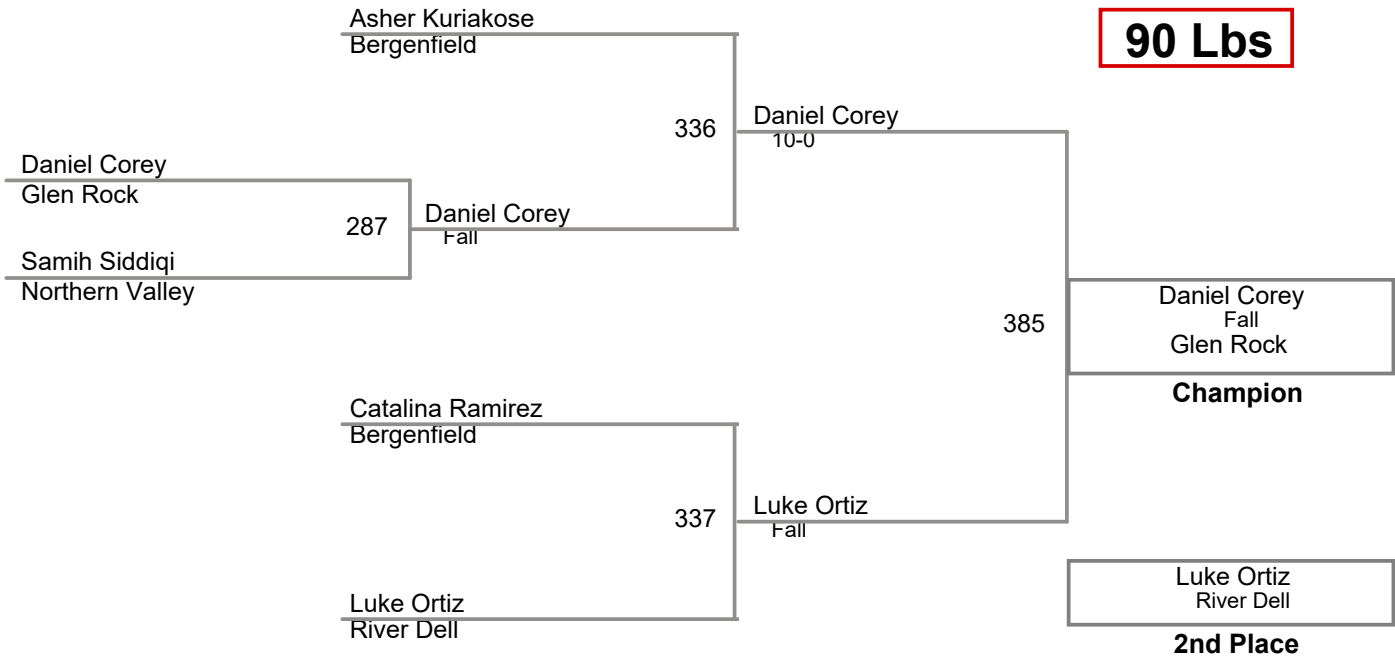 Asher Kuriakose
Bergenfield
90 Lbs
336
Daniel Corey
10-0
Daniel Corey
Glen Rock
287
Daniel Corey
Fall
Samih Siddiqi
Northern Valley
385
Daniel Corey
Fall
Glen Rock
Champion
Catalina Ramirez
Bergenfield
337
Luke Ortiz
Fall
Luke Ortiz
River Dell
Luke Ortiz
River Dell
2nd Place